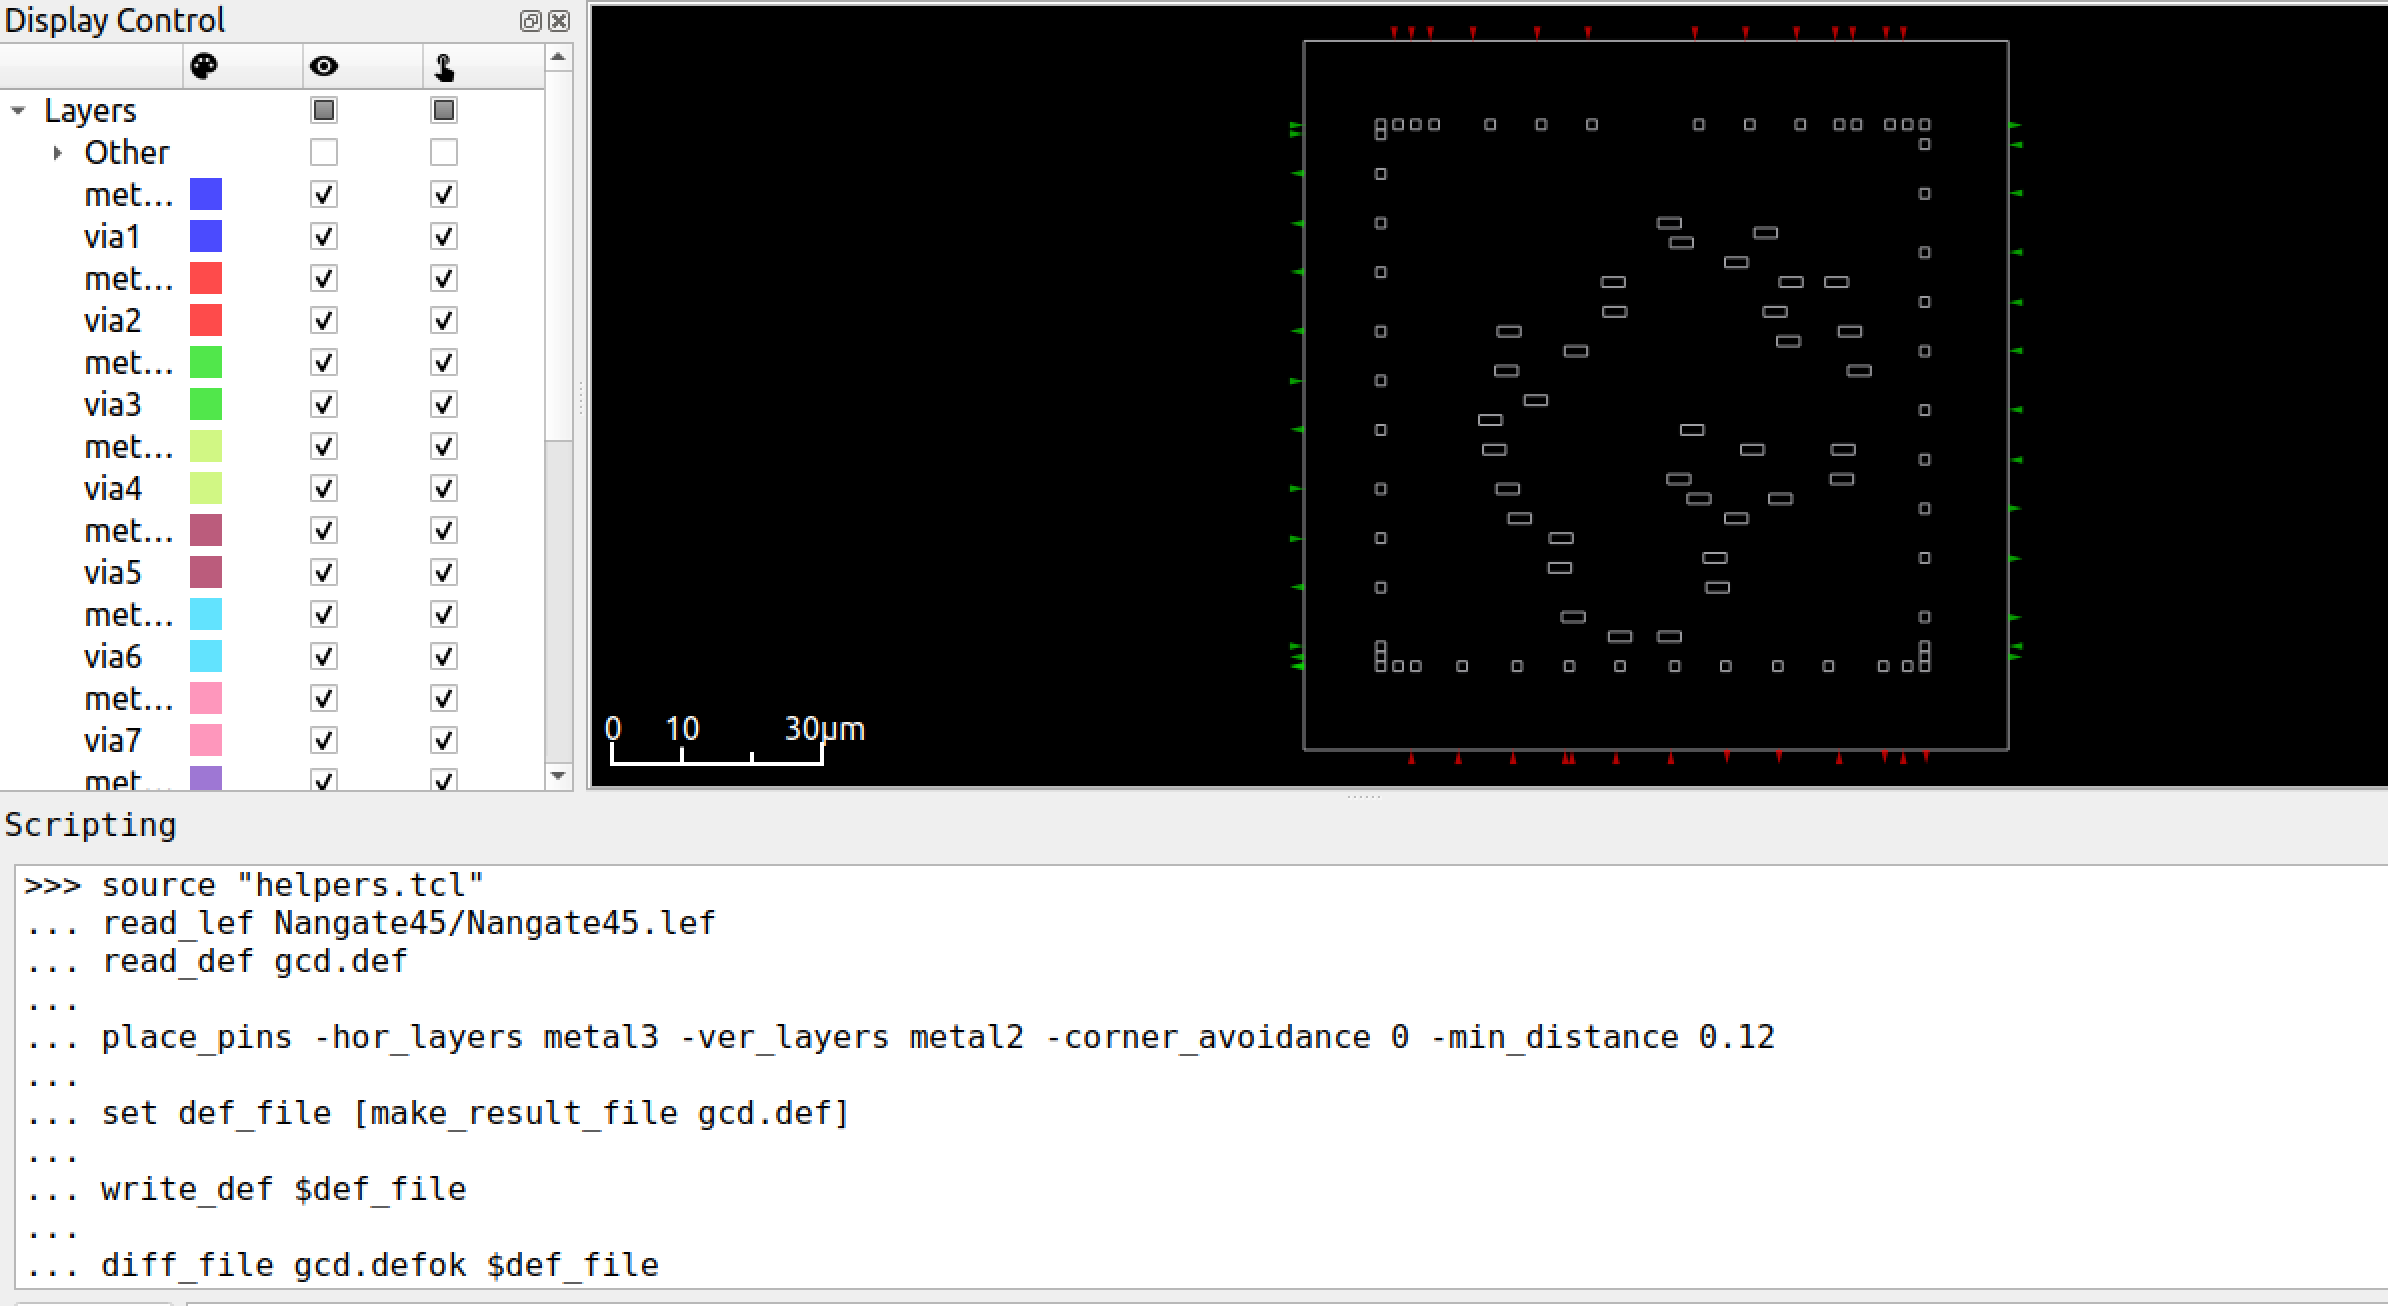 Display Control
Layers
Other
met...
via1
met...
via2
met...
via3
met...
via4
met...
via5
met...
via6
met...
via7
met...
0 10 30µm
Scripting
>>> source "helpers.tcl"
... read_lef Nangate45/Nangate45.lef
... read_def gcd.def
...
... place_pins -hor_layers metal3 -ver_layers metal2 -corner_avoidance 0 -min_distance 0.12
...
... set def_file [make_result_file gcd.def]
...
... write_def $def_file
...
... diff_file gcd.defok $def_file